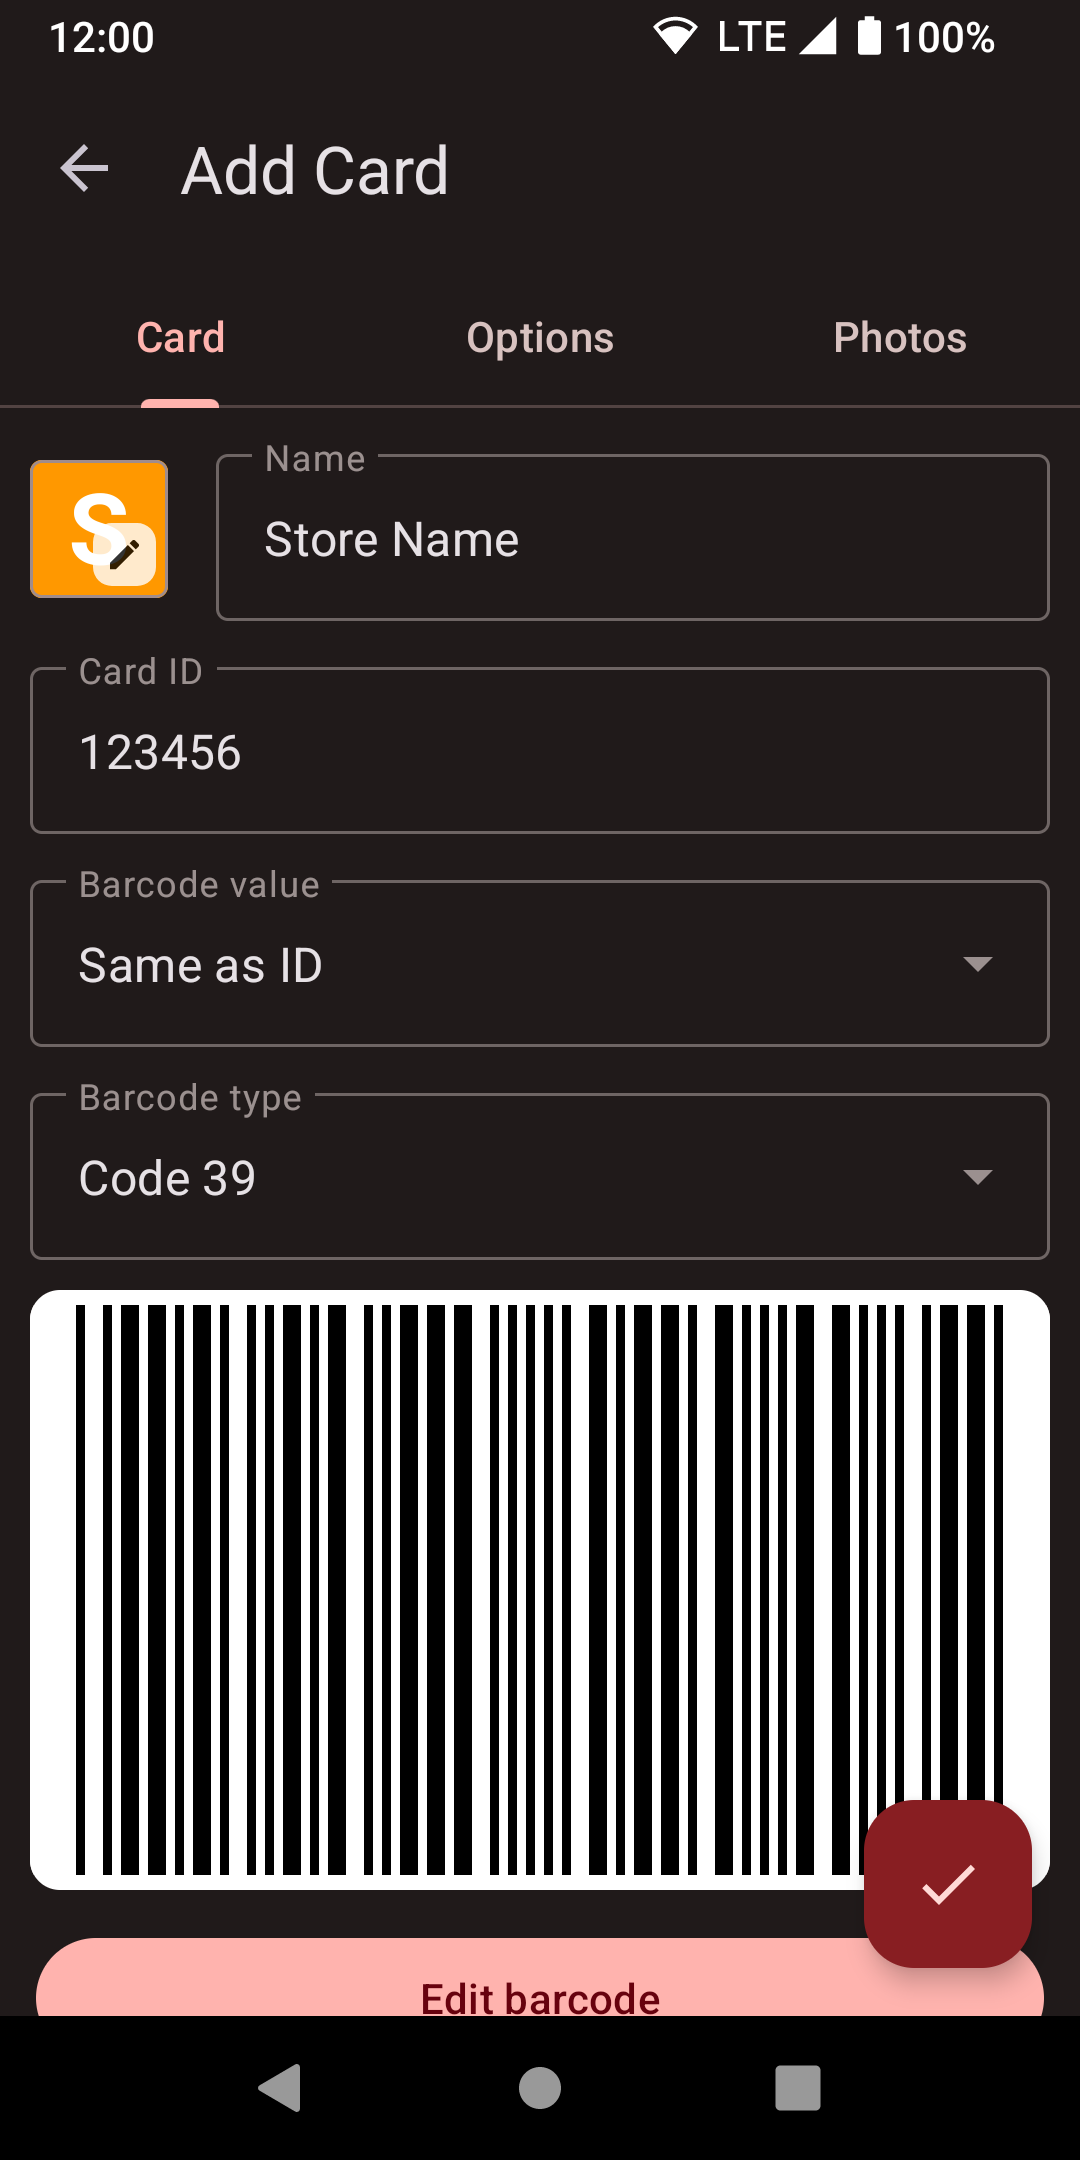 12:00 LTE 100%
Add Card
Card Options Photos
S
Name
Store Name
Card ID
123456
Barcode value
Same as ID
Barcode type
Code 39
Edit barcode